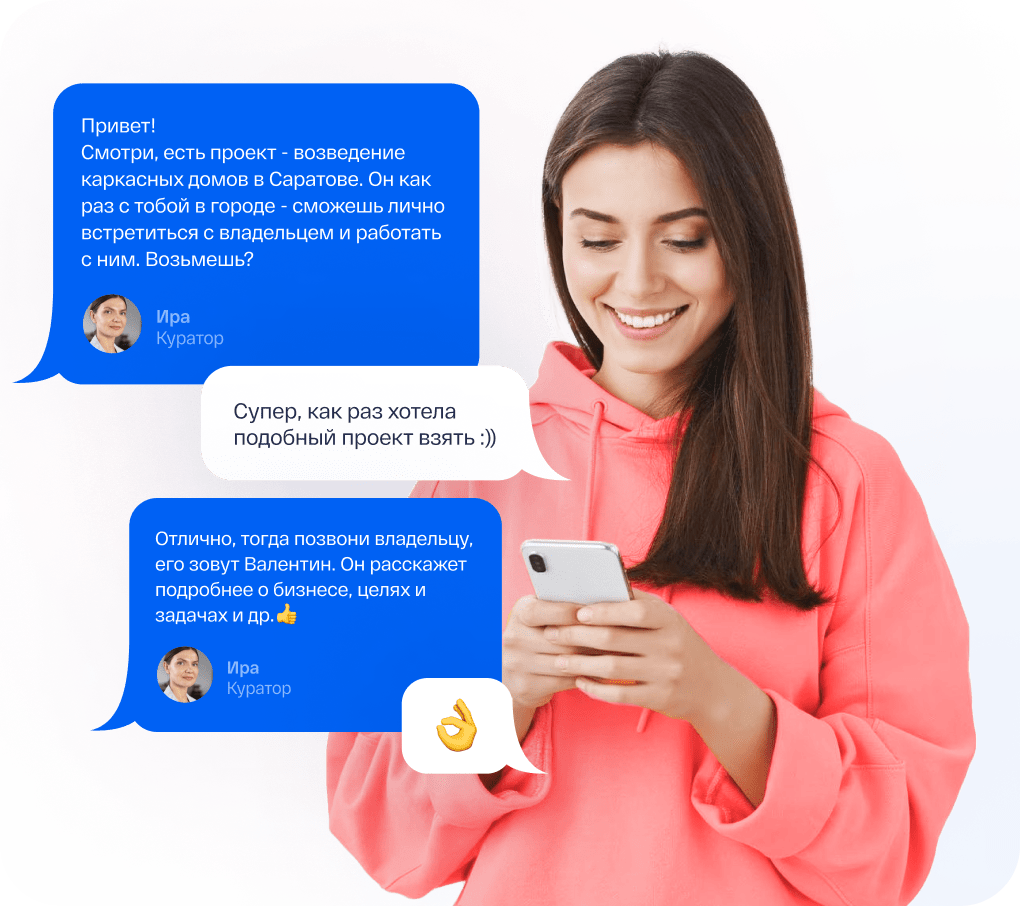 Привет!
Смотри, есть проект - возведение
каркасных домов в Саратове. Он как
раз с тобой в городе - сможешь лично
встретиться с владельцем и работать
с ним. Возьмешь?
Ира
Куратор
Супер, как раз хотела
подобный проект взять :))
Отлично, тогда позвони владельцу,
его зовут Валентин. Он расскажет
подробнее о бизнесе, целях и
задачах и др.👍
Ира
Куратор
👌